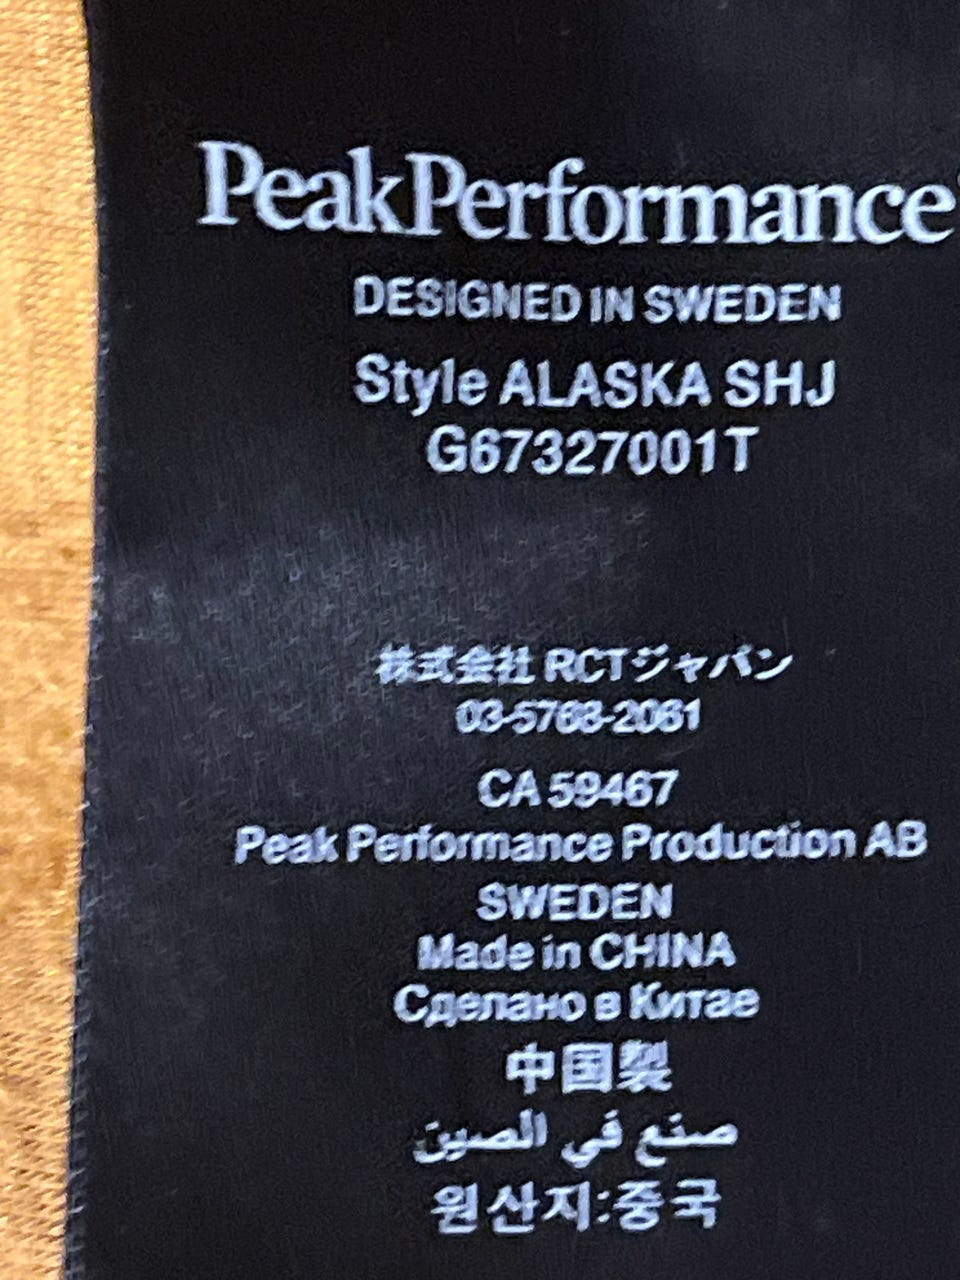 PeakPerformance
DESIGNED IN SWEDEN
Style ALASKA SHJ
G67327001T
株式会社 RCTジャパン
03-5768-2061
CA 59467
Peak Performance Production AB
SWEDEN
Made in CHINA
Сделано в Китае
中国製
صنع في الصين
원산지:중국